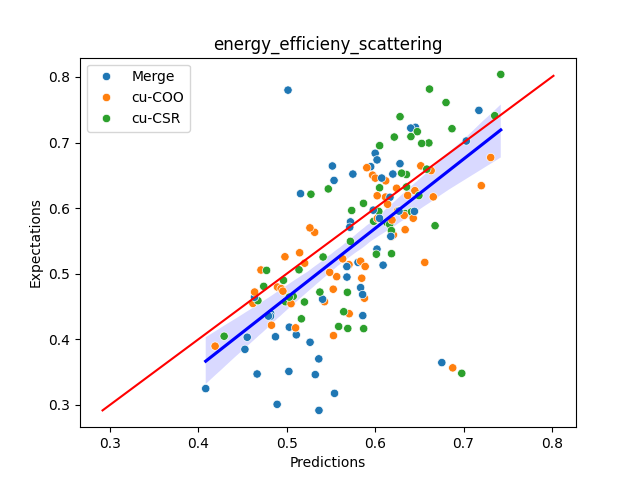 energy_efficieny_scattering
Merge
cu-COO
cu-CSR
Expectations
0.8
0.7
0.6
0.5
0.4
0.3
0.3 0.4 0.5 0.6 0.7 0.8
Predictions